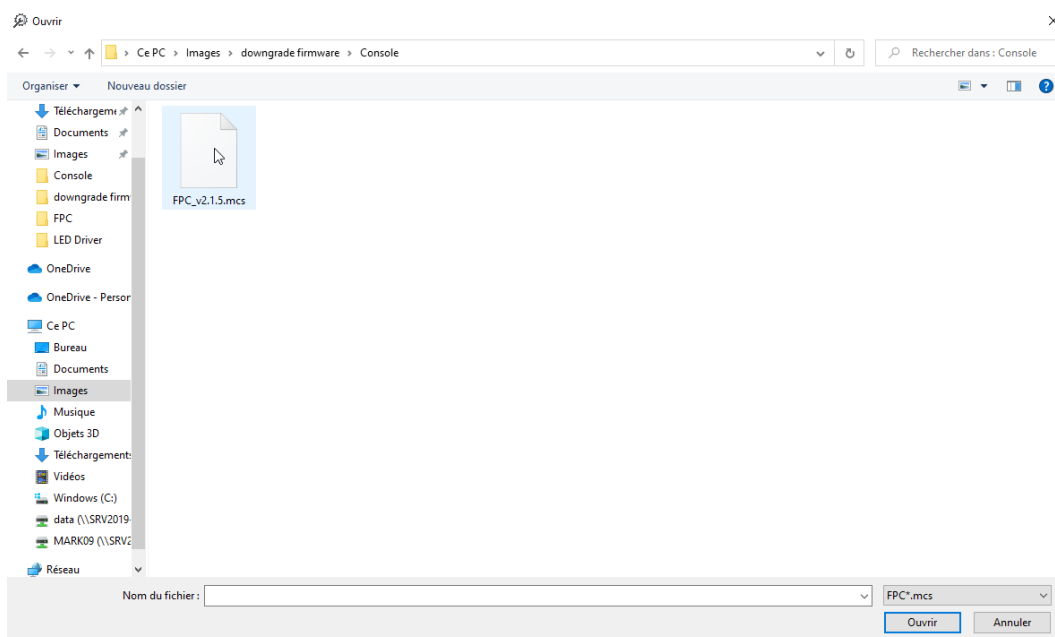 Ouvrir
Ce PC > Images > downgrade firmware > Console
Rechercher dans : Console
Organiser
Nouveau dossier
Téléchargeme
Documents
Images
Console
downgrade firm
FPC
LED Driver
OneDrive
OneDrive - Person
Ce PC
Bureau
Documents
Images
Musique
Objets 3D
Téléchargements
Vidéos
Windows (C:)
data (\\SRV2019-
MARK09 (\\SRV2
Réseau
FPC_v2.1.5.mcs
Nom du fichier :
FPC*.mcs
Ouvrir
Annuler